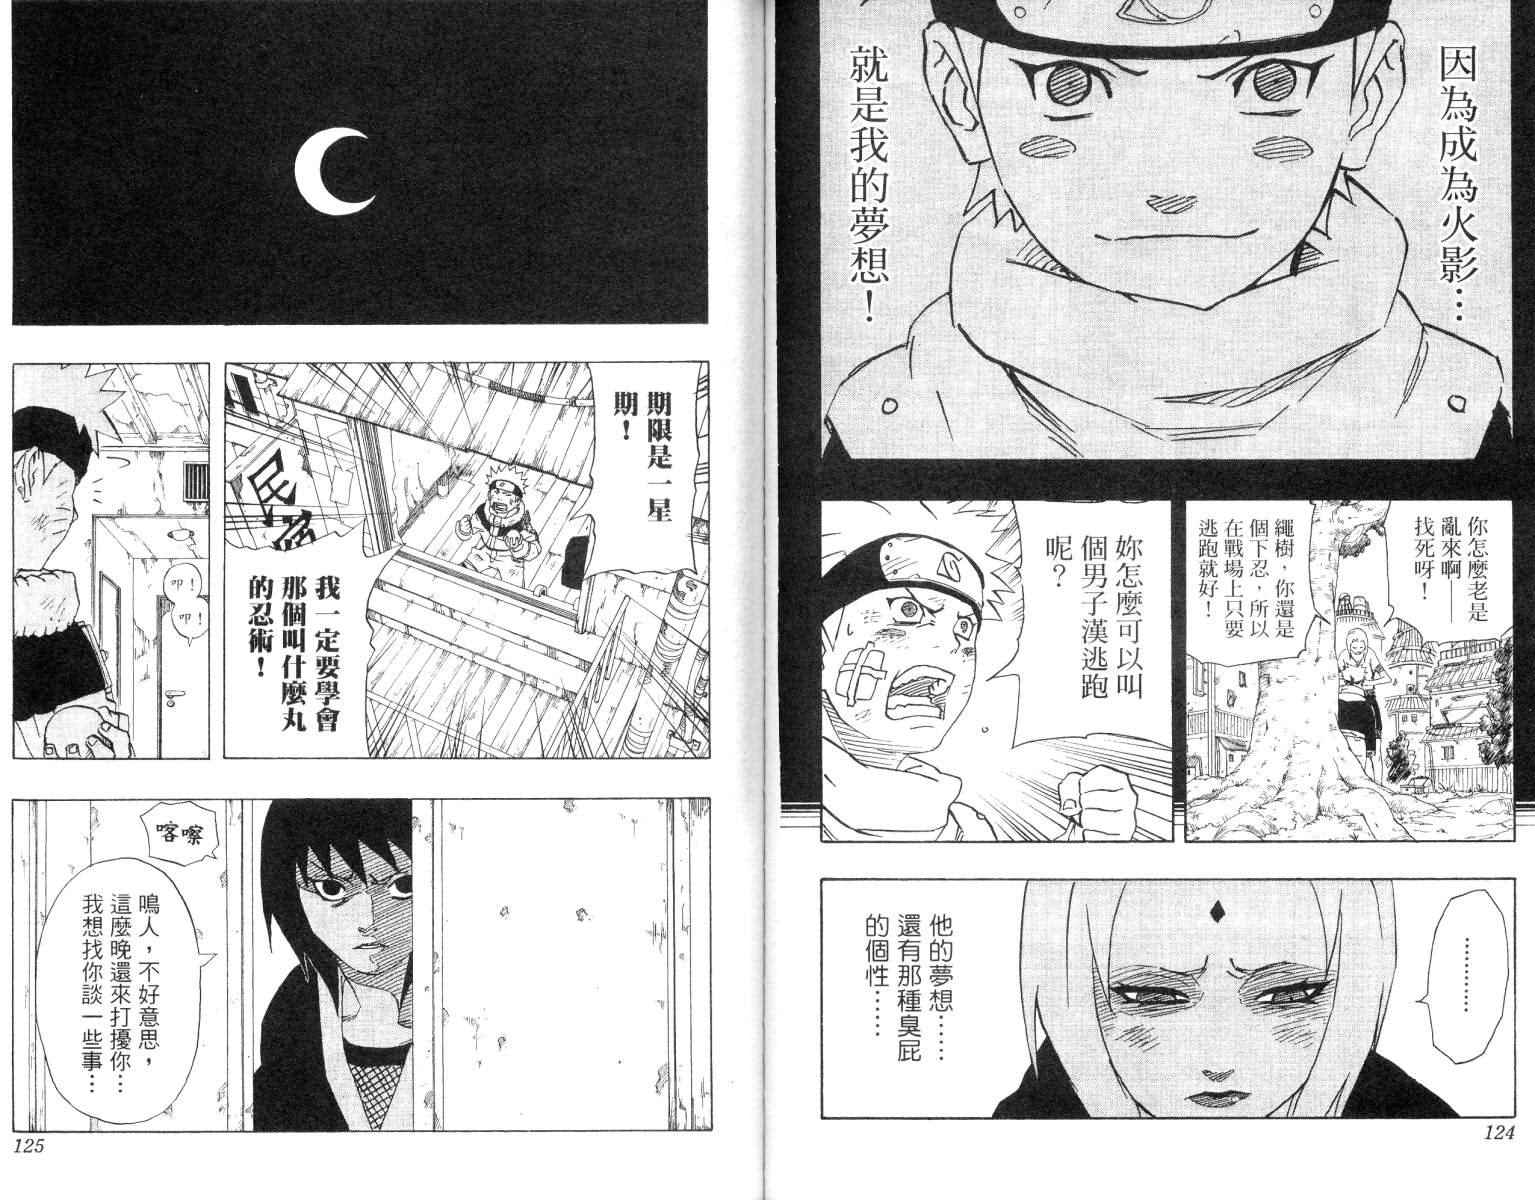 因為成為火影…
就是我的夢想！
你怎麼老是
亂來啊——
找死呀！
繩樹，你還是
個下忍，所以
在戰場上只要
逃跑就好！
妳怎麼可以叫
個男子漢逃跑
呢？
…………
他的夢想……
還有那種臭屁
的個性……
124
期限是一星
期！
民宿
我一定要學會
那個叫什麼丸
的忍術！
叩！
叩！
喀嚓
鳴人，不好意思，
這麼晚還來打擾你…
我想找你談一些事…
125